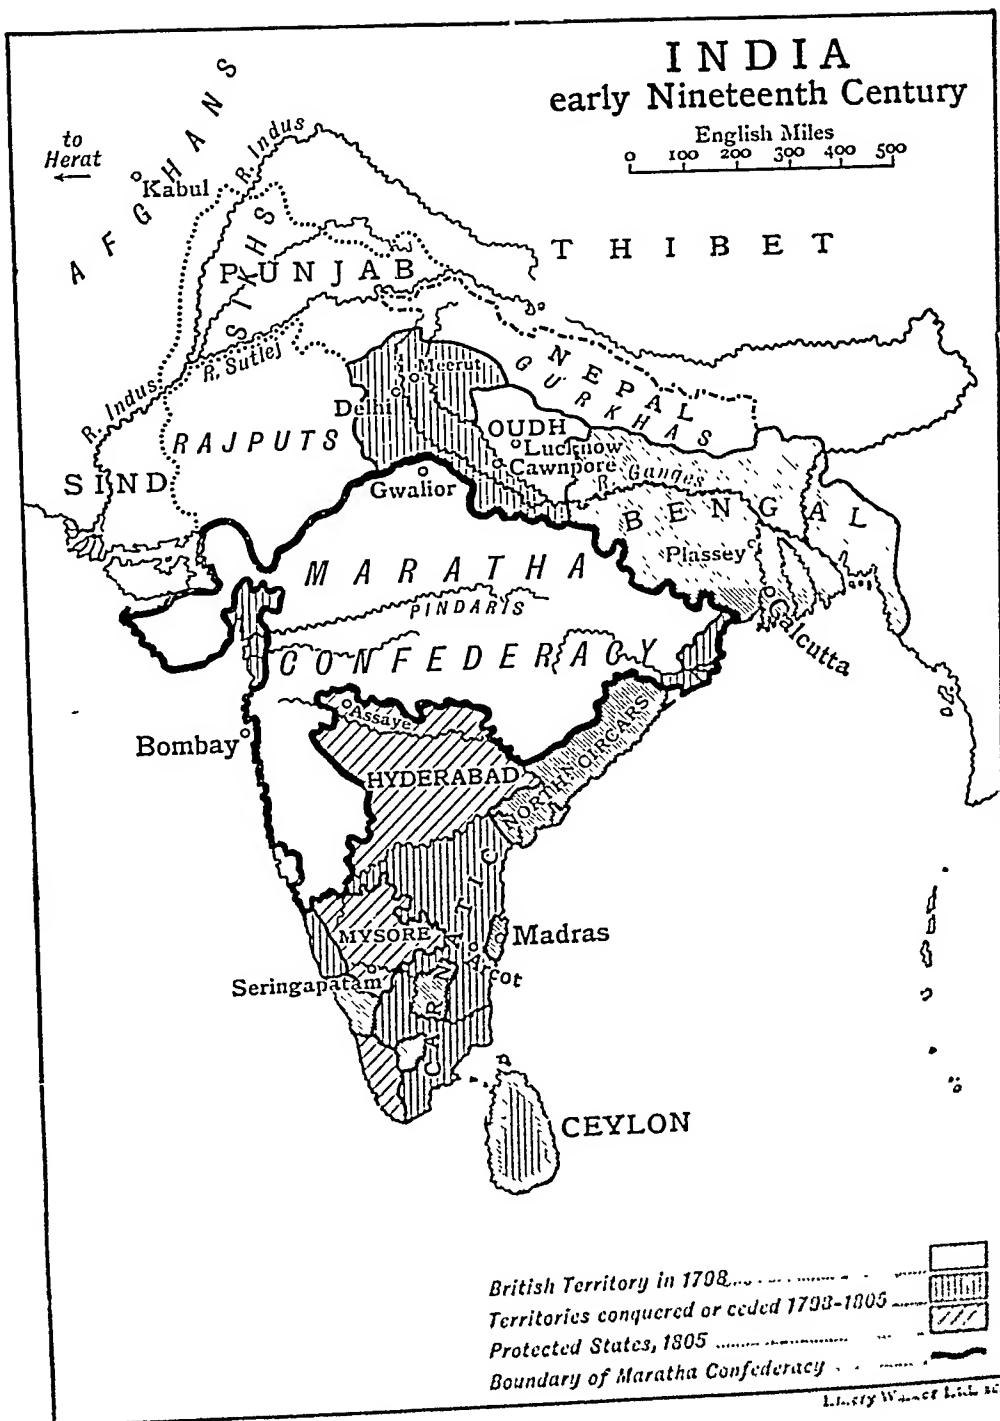 INDIA
early Nineteenth Century
English Miles
0 100 200 300 400 500
to
Herat
AFGHANS
Kabul
R. Indus
THIBET
PUNJAB
SIKHS
R. Sutlej
R. Indus
NEPAL
GURKHAS
Meerut
Delhi
OUDH
Lucknow
Cawnpore
RAJPUTS
SIND
Gwalior
R. Ganges
BENGAL
Plassey
Calcutta
MARATHA
PINDARIS
CONFEDERACY
Assaye
Bombay
HYDERABAD
NORTHN CIRCARS
CARNATIC
MYSORE
Madras
Arcot
Seringapatam
CEYLON
British Territory in 1798
Territories conquered or ceded 1798-1805
Protected States, 1805
Boundary of Maratha Confederacy